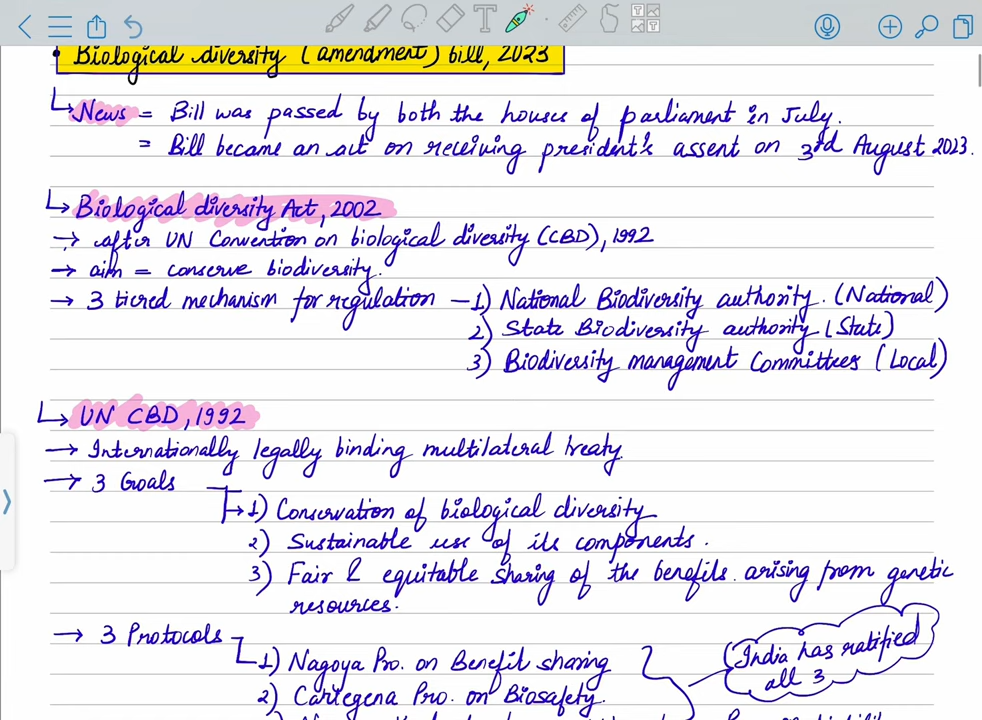 • Biological diversity (amendment) bill, 2023
News = Bill was passed by both the houses of parliament in July.
= Bill became an act on receiving president's assent on 3rd August 2023.
Biological diversity Act, 2002
→ after UN Convention on biological diversity (CBD), 1992
→ aim = conserve biodiversity.
→ 3 tiered mechanism for regulation – 1) National Biodiversity authority. (National)
2) State Biodiversity authority (State)
3) Biodiversity management Committees (Local)
UN CBD, 1992
→ Internationally legally binding multilateral treaty
→ 3 Goals
→ 1) Conservation of biological diversity
2) Sustainable use of its components.
3) Fair & equitable sharing of the benefits. arising from genetic
resources.
→ 3 Protocols
1) Nagoya Pro. on Benefit sharing
(India has ratified
all 3
2) Cartegena Pro. on Biosafety.